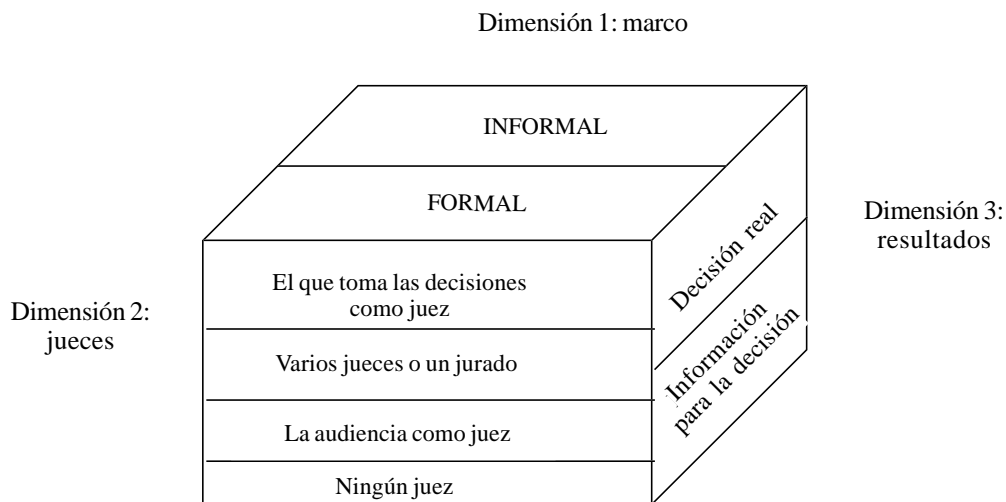 Dimensión 1: marco
INFORMAL
FORMAL
Dimensión 3:
resultados
Decisión real
El que toma las decisiones
como juez
Dimensión 2:
jueces
Varios jueces o un jurado
Información
para la decisión
La audiencia como juez
Ningún juez